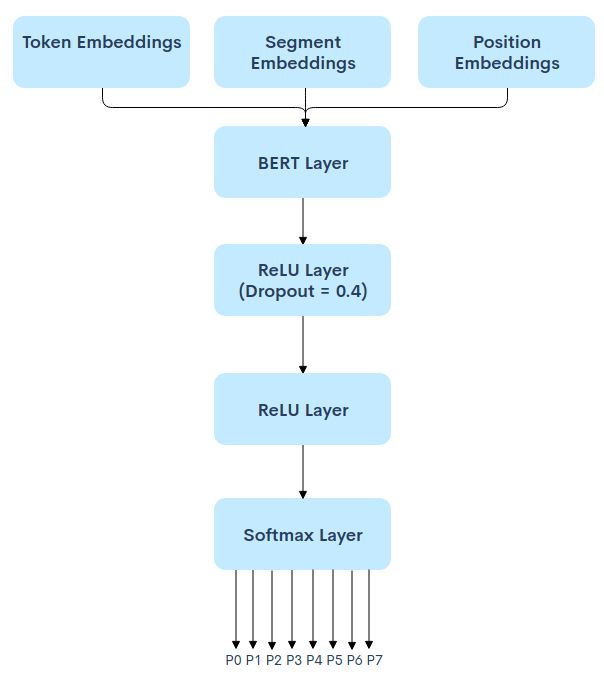 Token Embeddings
Segment
Embeddings
Position
Embeddings
BERT Layer
ReLU Layer
(Dropout = 0.4)
ReLU Layer
Softmax Layer
P0 P1 P2 P3 P4 P5 P6 P7